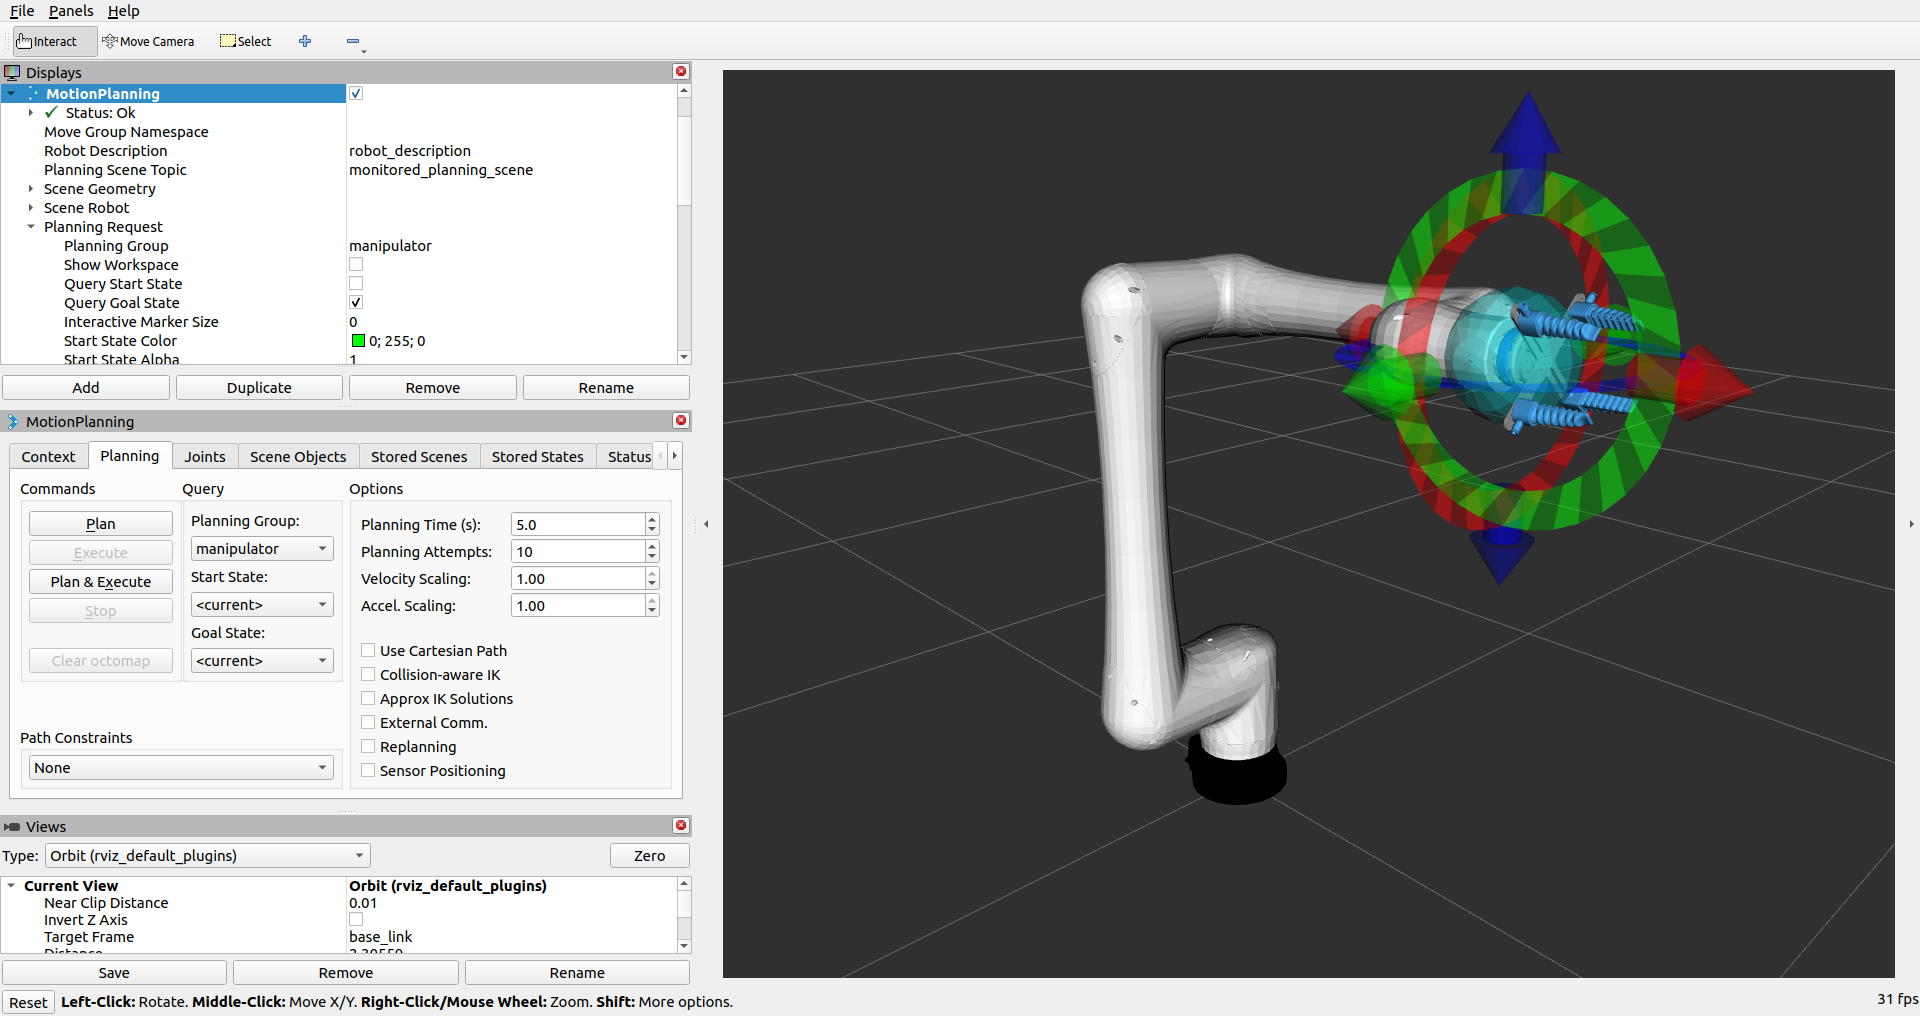 File Panels Help
Interact Move Camera Select
Displays
MotionPlanning
Status: Ok
Move Group Namespace
Robot Description robot_description
Planning Scene Topic monitored_planning_scene
Scene Geometry
Scene Robot
Planning Request
Planning Group manipulator
Show Workspace
Query Start State
Query Goal State
Interactive Marker Size 0
Start State Color 0; 255; 0
Start State Alpha 1
Add Duplicate Remove Rename
MotionPlanning
Context Planning Joints Scene Objects Stored Scenes Stored States Status
Commands Query Options
Plan
Execute
Plan & Execute
Stop
Clear octomap
Planning Group:
manipulator
Start State:
<current>
Goal State:
<current>
Planning Time (s): 5.0
Planning Attempts: 10
Velocity Scaling: 1.00
Accel. Scaling: 1.00
Use Cartesian Path
Collision-aware IK
Approx IK Solutions
External Comm.
Replanning
Sensor Positioning
Path Constraints
None
Views
Type: Orbit (rviz_default_plugins) Zero
Current View Orbit (rviz_default_plugins)
Near Clip Distance 0.01
Invert Z Axis
Target Frame base_link
Distance
Save Remove Rename
Reset Left-Click: Rotate. Middle-Click: Move X/Y. Right-Click/Mouse Wheel: Zoom. Shift: More options.
31 fps